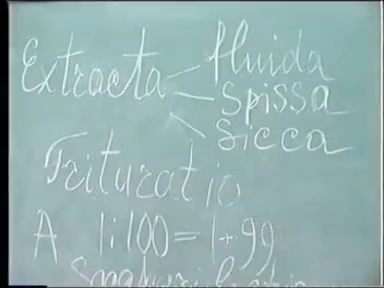 Extracta fluida
spissa
sicca
Trituratio
A 1:100 = 1+99